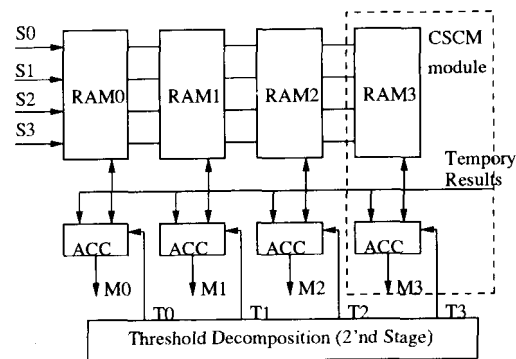 S0
S1
S2
S3
RAM0
RAM1
RAM2
RAM3
CSCM
module
Tempory
Results
ACC
ACC
ACC
ACC
M0
M1
M2
M3
T0
T1
T2
T3
Threshold Decomposition (2'nd Stage)